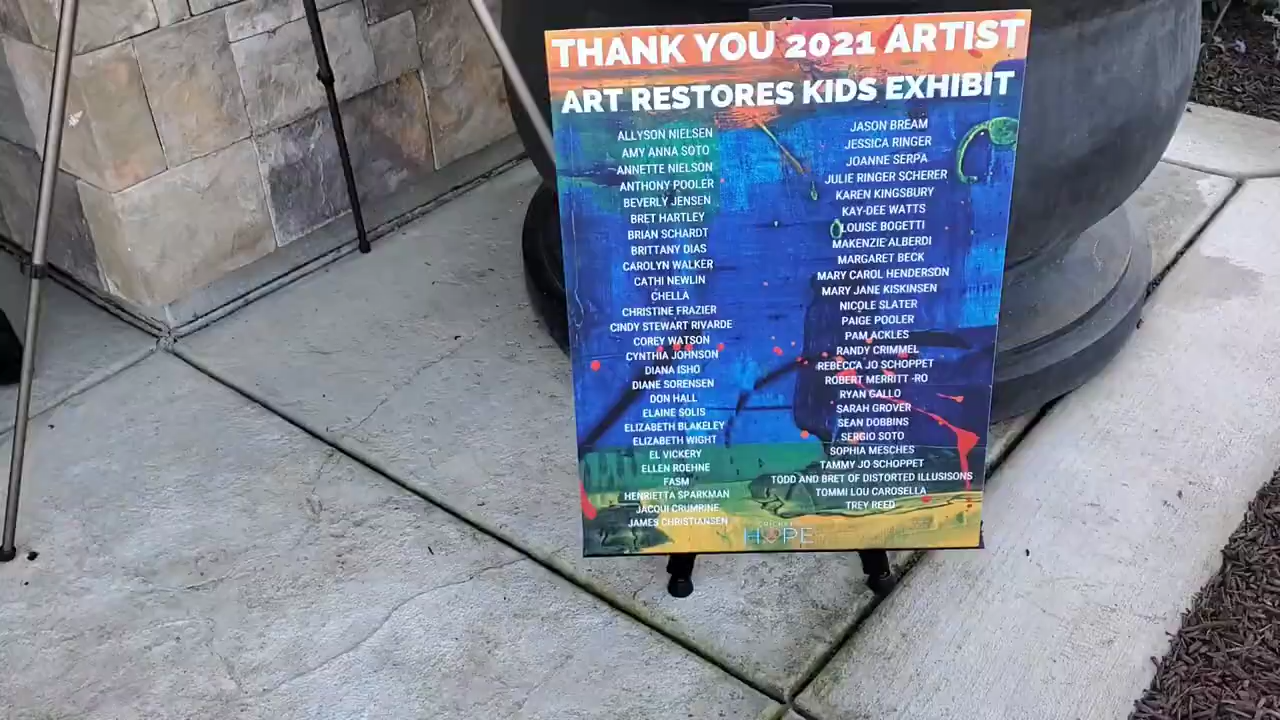 THANK YOU 2021 ARTIST
ART RESTORES KIDS EXHIBIT
ALLYSON NIELSEN
AMY ANNA SOTO
ANNETTE NIELSON
ANTHONY POOLER
BEVERLY JENSEN
BRET HARTLEY
BRIAN SCHARDT
BRITTANY DIAS
CAROLYN WALKER
CATHI NEWLIN
CHELLA
CHRISTINE FRAZIER
CINDY STEWART RIVARDE
COREY WATSON
CYNTHIA JOHNSON
DIANA ISHO
DIANE SORENSEN
DON HALL
ELAINE SOLIS
ELIZABETH BLAKELEY
ELIZABETH WIGHT
EL VICKERY
ELLEN ROEHNE
FASM
HENRIETTA SPARKMAN
JACQUI CRUMRINE
JAMES CHRISTIANSEN
JASON BREAM
JESSICA RINGER
JOANNE SERPA
JULIE RINGER SCHERER
KAREN KINGSBURY
KAY-DEE WATTS
LOUISE BOGETTI
MAKENZIE ALBERDI
MARGARET BECK
MARY CAROL HENDERSON
MARY JANE KISKINSEN
NICOLE SLATER
PAIGE POOLER
PAM ACKLES
RANDY CRIMMEL
REBECCA JO SCHOPPET
ROBERT MERRITT -RO
RYAN GALLO
SARAH GROVER
SEAN DOBBINS
SERGIO SOTO
SOPHIA MESCHES
TAMMY JO SCHOPPET
TODD AND BRET OF DISTORTED ILLUSISONS
TOMMI LOU CAROSELLA
TREY REED
HOPE